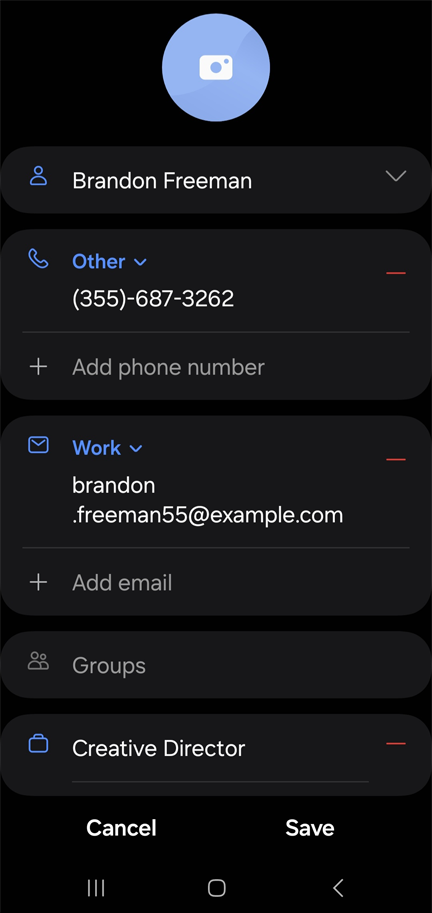 Brandon Freeman
Other
(355)-687-3262
Add phone number
Work
brandon
.freeman55@example.com
Add email
Groups
Creative Director
Cancel
Save